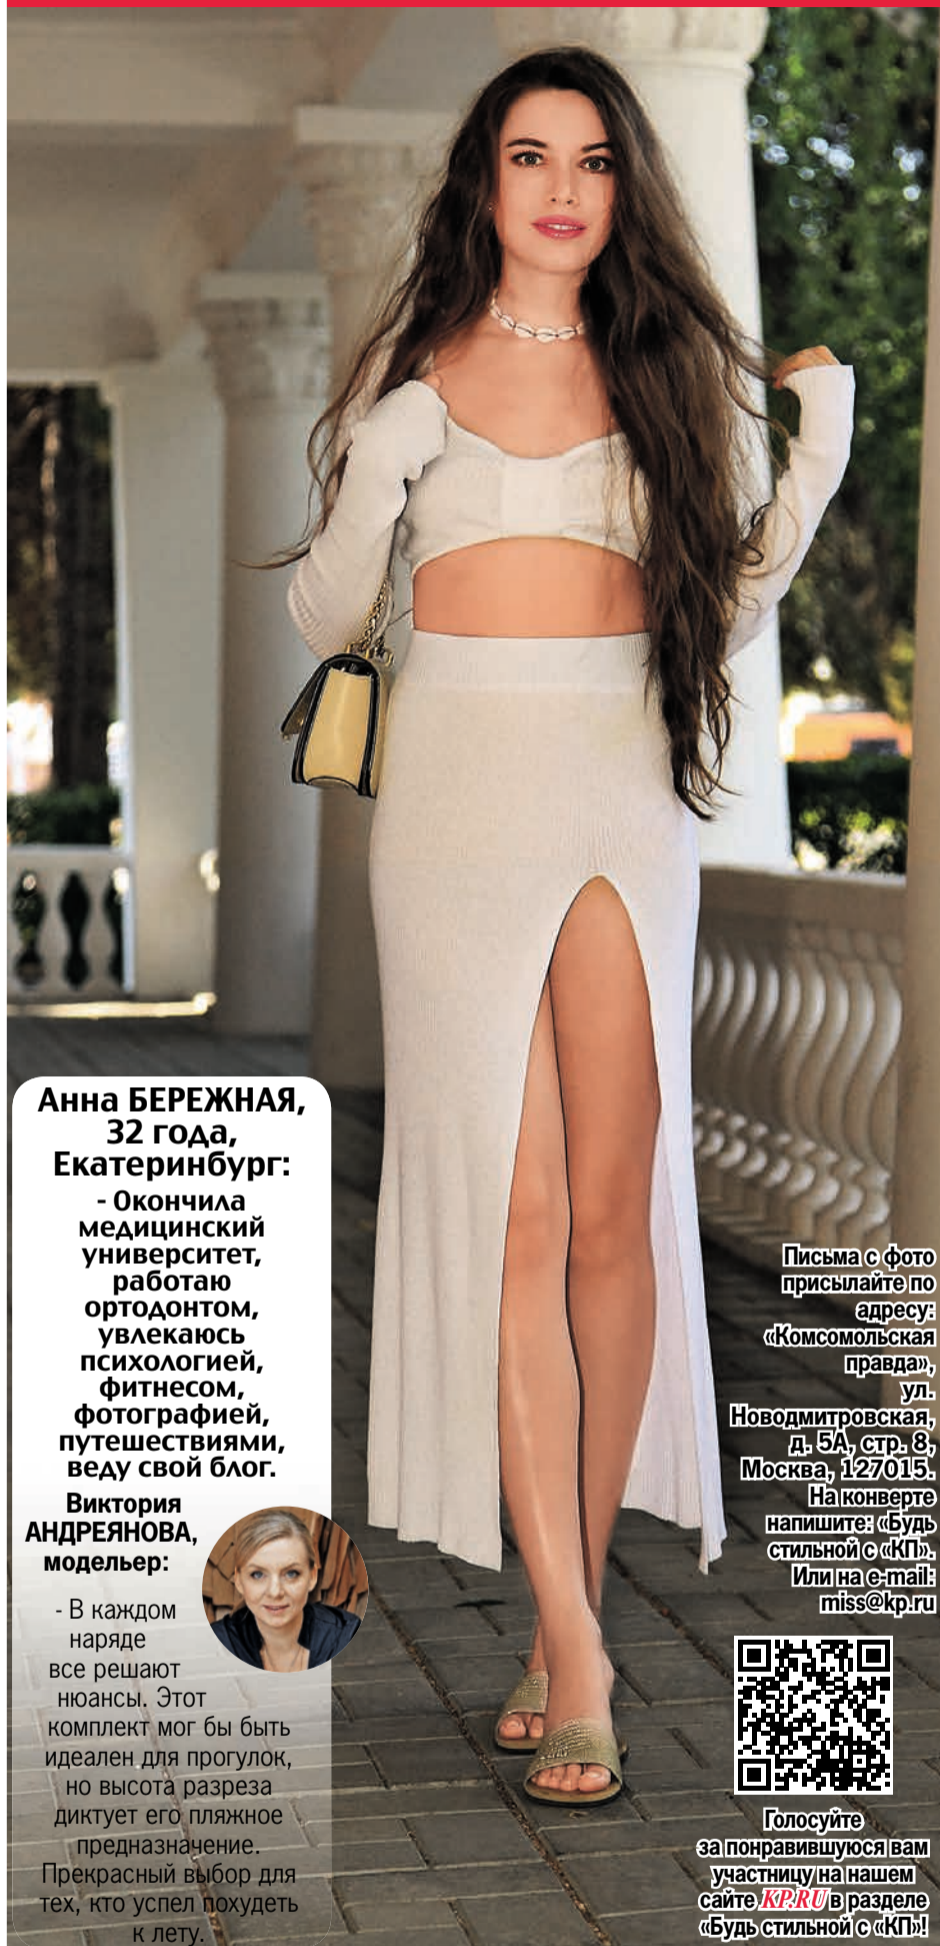 Анна БЕРЕЖНАЯ,
32 года,
Екатеринбург:
- Окончила
медицинский
университет,
работаю
ортодонтом,
увлекаюсь
психологией,
фитнесом,
фотографией,
путешествиями,
веду свой блог.
Виктория
АНДРЕЯНОВА,
модельер:
- В каждом
наряде
все решают
нюансы. Этот
комплект мог бы быть
идеален для прогулок,
но высота разреза
диктует его пляжное
предназначение.
Прекрасный выбор для
тех, кто успел похудеть
к лету.
Письма с фото
присылайте по
адресу:
«Комсомольская
правда»,
ул.
Новодмитровская,
д. 5А, стр. 8,
Москва, 127015.
На конверте
напишите: «Будь
стильной с «КП».
Или на e-mail:
miss@kp.ru
Голосуйте
за понравившуюся вам
участницу на нашем
сайте KP.RU в разделе
«Будь стильной с «КП»!